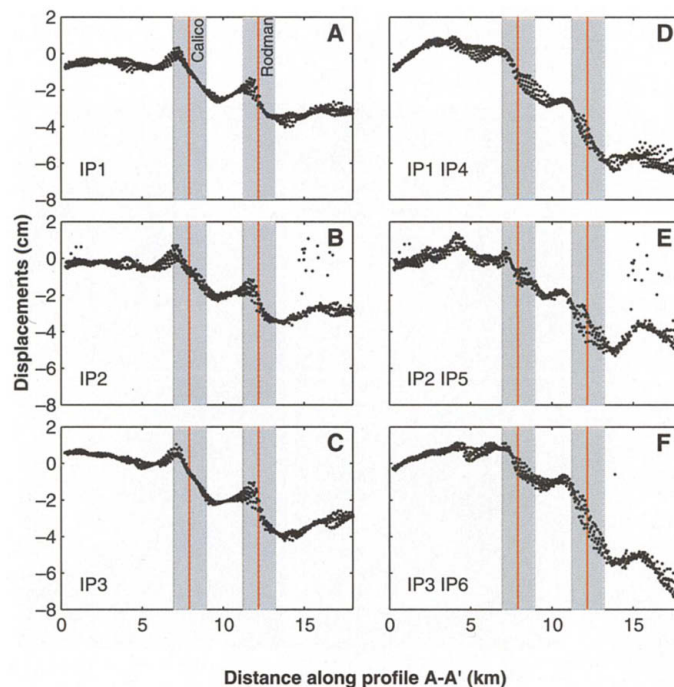 A
Calico
Rodman
IP1
2
0
−2
−4
−6
−8
D
IP1 IP4
B
IP2
2
0
−2
−4
−6
−8
E
IP2 IP5
C
IP3
2
0
−2
−4
−6
−8
F
IP3 IP6
Displacements (cm)
0 5 10 15
0 5 10 15
Distance along profile A-A' (km)